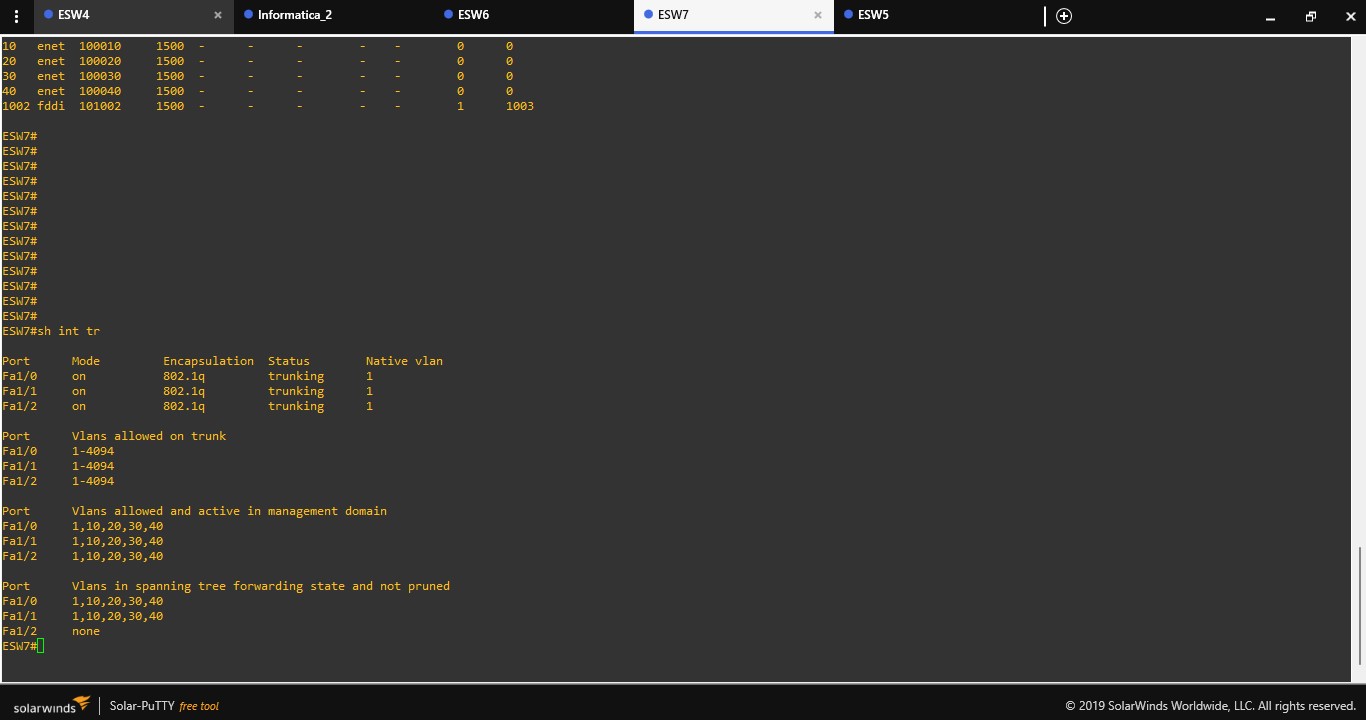 ESW4 × Informatica_2 ESW6 ESW7 × ESW5
10   enet  100010     1500  -      -      -        -    -        0      0
20   enet  100020     1500  -      -      -        -    -        0      0
30   enet  100030     1500  -      -      -        -    -        0      0
40   enet  100040     1500  -      -      -        -    -        0      0
1002 fddi  101002     1500  -      -      -        -    -        1      1003
ESW7#
ESW7#
ESW7#
ESW7#
ESW7#
ESW7#
ESW7#
ESW7#
ESW7#
ESW7#
ESW7#
ESW7#
ESW7#
ESW7#sh int tr
Port      Mode         Encapsulation  Status        Native vlan
Fa1/0     on           802.1q         trunking      1
Fa1/1     on           802.1q         trunking      1
Fa1/2     on           802.1q         trunking      1
Port      Vlans allowed on trunk
Fa1/0     1-4094
Fa1/1     1-4094
Fa1/2     1-4094
Port      Vlans allowed and active in management domain
Fa1/0     1,10,20,30,40
Fa1/1     1,10,20,30,40
Fa1/2     1,10,20,30,40
Port      Vlans in spanning tree forwarding state and not pruned
Fa1/0     1,10,20,30,40
Fa1/1     1,10,20,30,40
Fa1/2     none
ESW7#
solarwinds Solar-PuTTY free tool © 2019 SolarWinds Worldwide, LLC. All rights reserved.